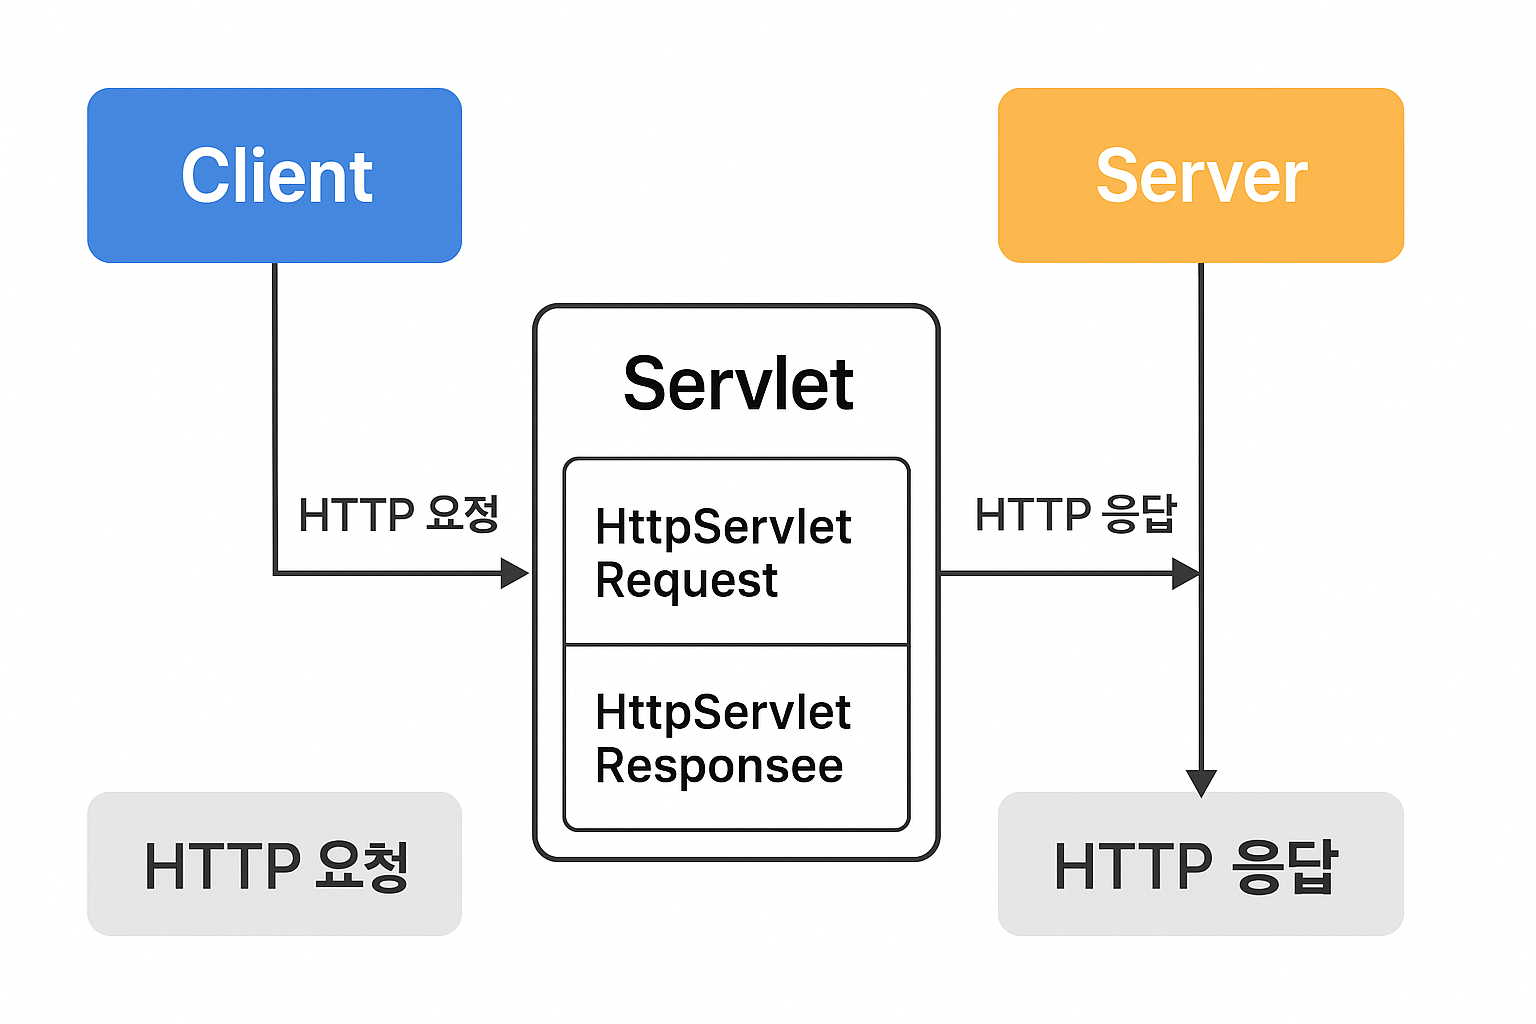 Client
Server
Servlet
HTTP 요정
HttpServlet
Request
HTTP 응답
HttpServlet
Responsee
HTTP 요청
HTTP 응답